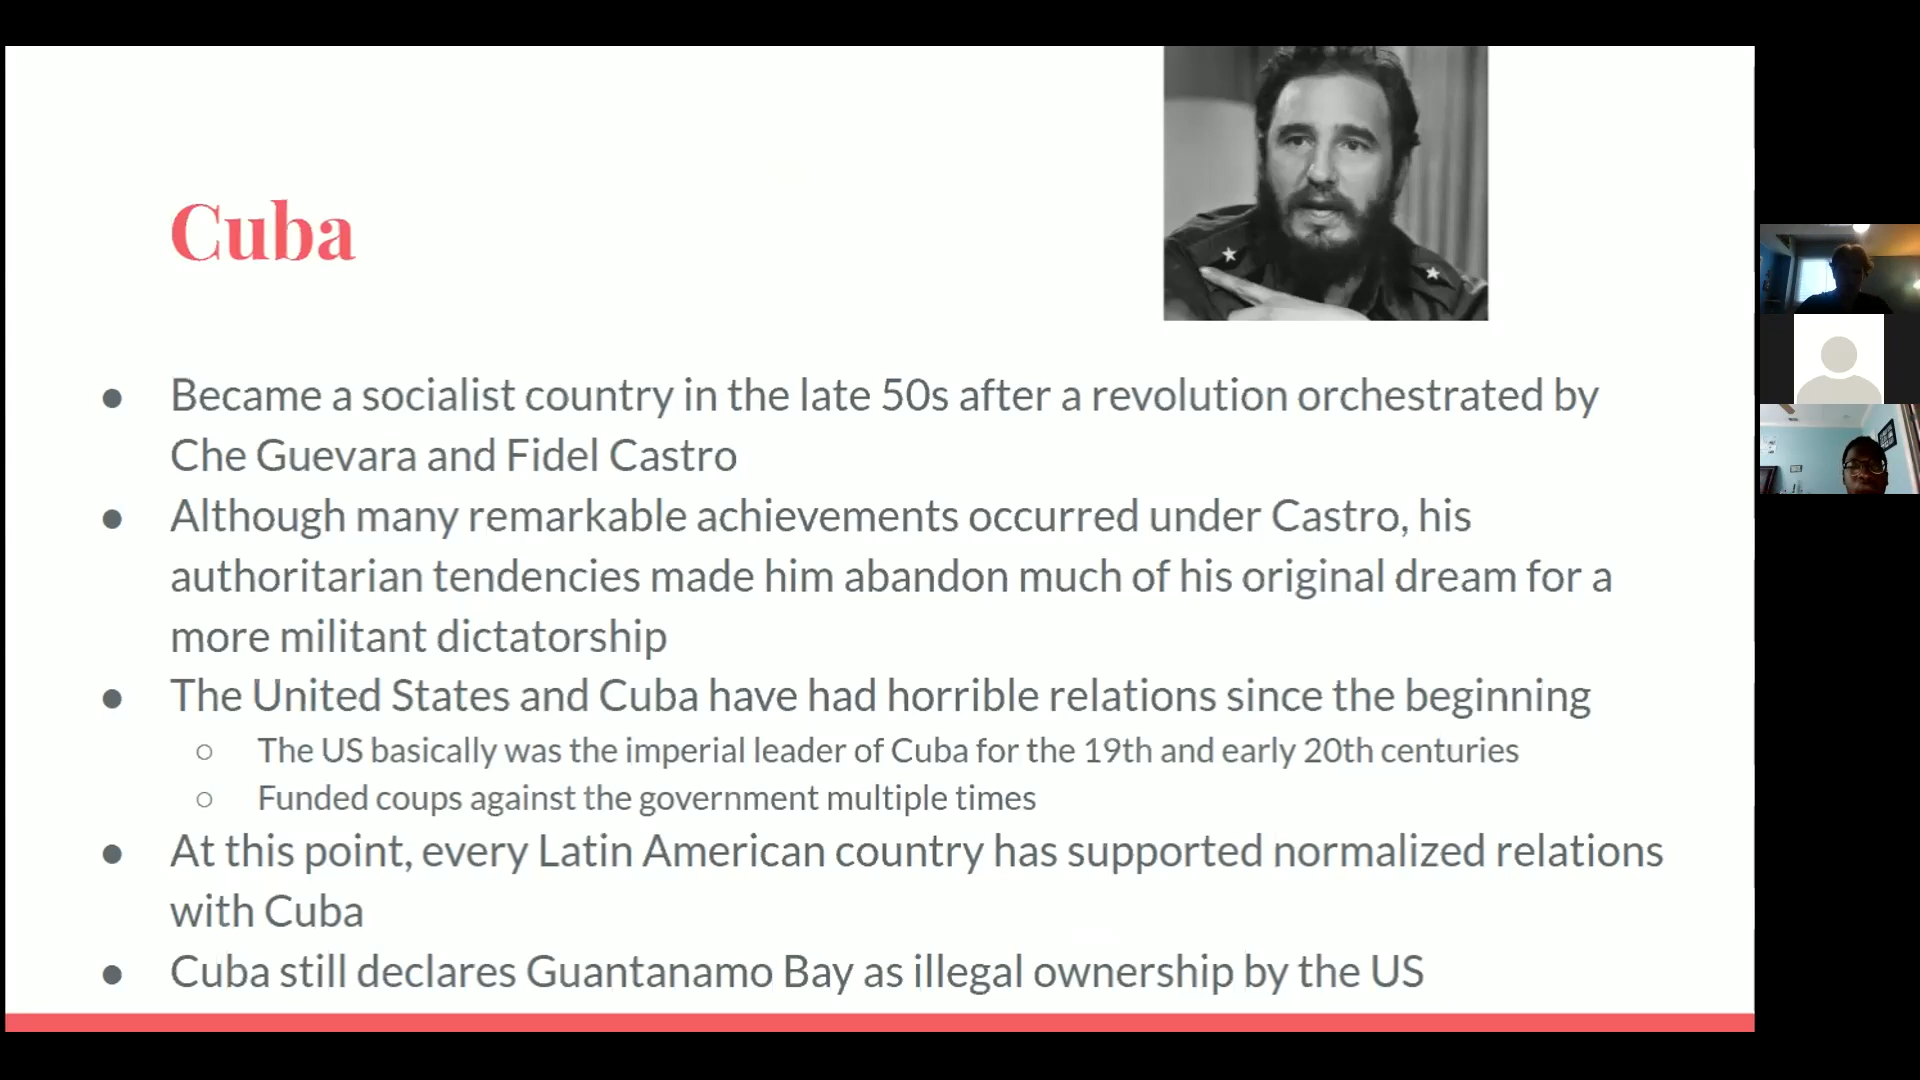 Cuba
● Became a socialist country in the late 50s after a revolution orchestrated by
Che Guevara and Fidel Castro
● Although many remarkable achievements occurred under Castro, his
authoritarian tendencies made him abandon much of his original dream for a
more militant dictatorship
● The United States and Cuba have had horrible relations since the beginning
○ The US basically was the imperial leader of Cuba for the 19th and early 20th centuries
○ Funded coups against the government multiple times
● At this point, every Latin American country has supported normalized relations
with Cuba
● Cuba still declares Guantanamo Bay as illegal ownership by the US